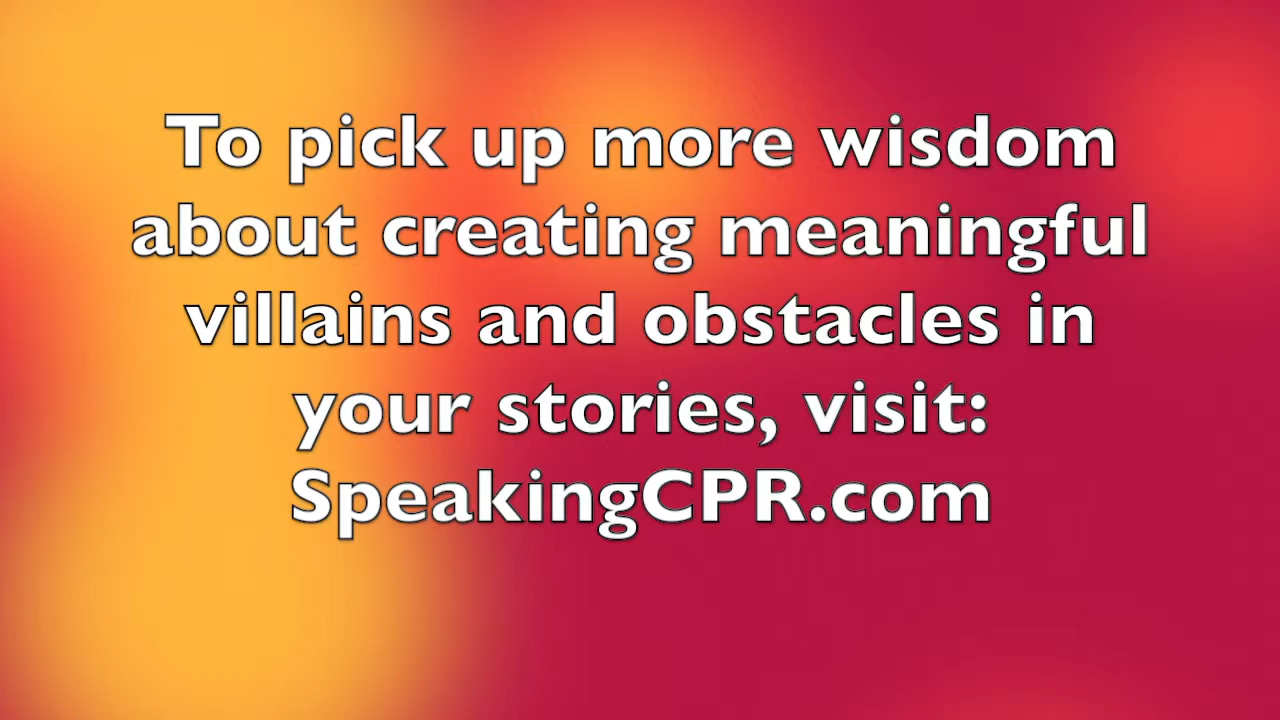 To pick up more wisdom
about creating meaningful
villains and obstacles in
your stories, visit:
SpeakingCPR.com